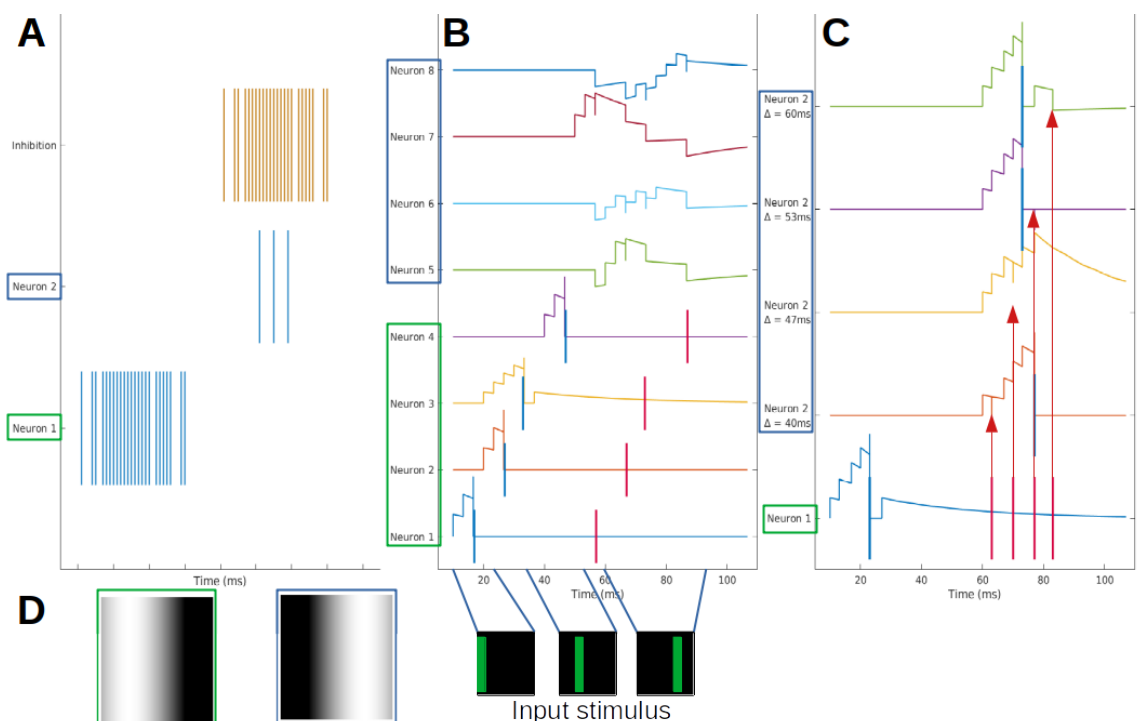 A
Inhibition
Neuron 2
Neuron 1
Time (ms)
B
Neuron 8
Neuron 7
Neuron 6
Neuron 5
Neuron 4
Neuron 3
Neuron 2
Neuron 1
20 40 60 80 100
Time (ms)
C
Neuron 2
Δ = 60ms
Neuron 2
Δ = 53ms
Neuron 2
Δ = 47ms
Neuron 2
Δ = 40ms
Neuron 1
20 40 60 80 100
Time (ms)
D
Input stimulus